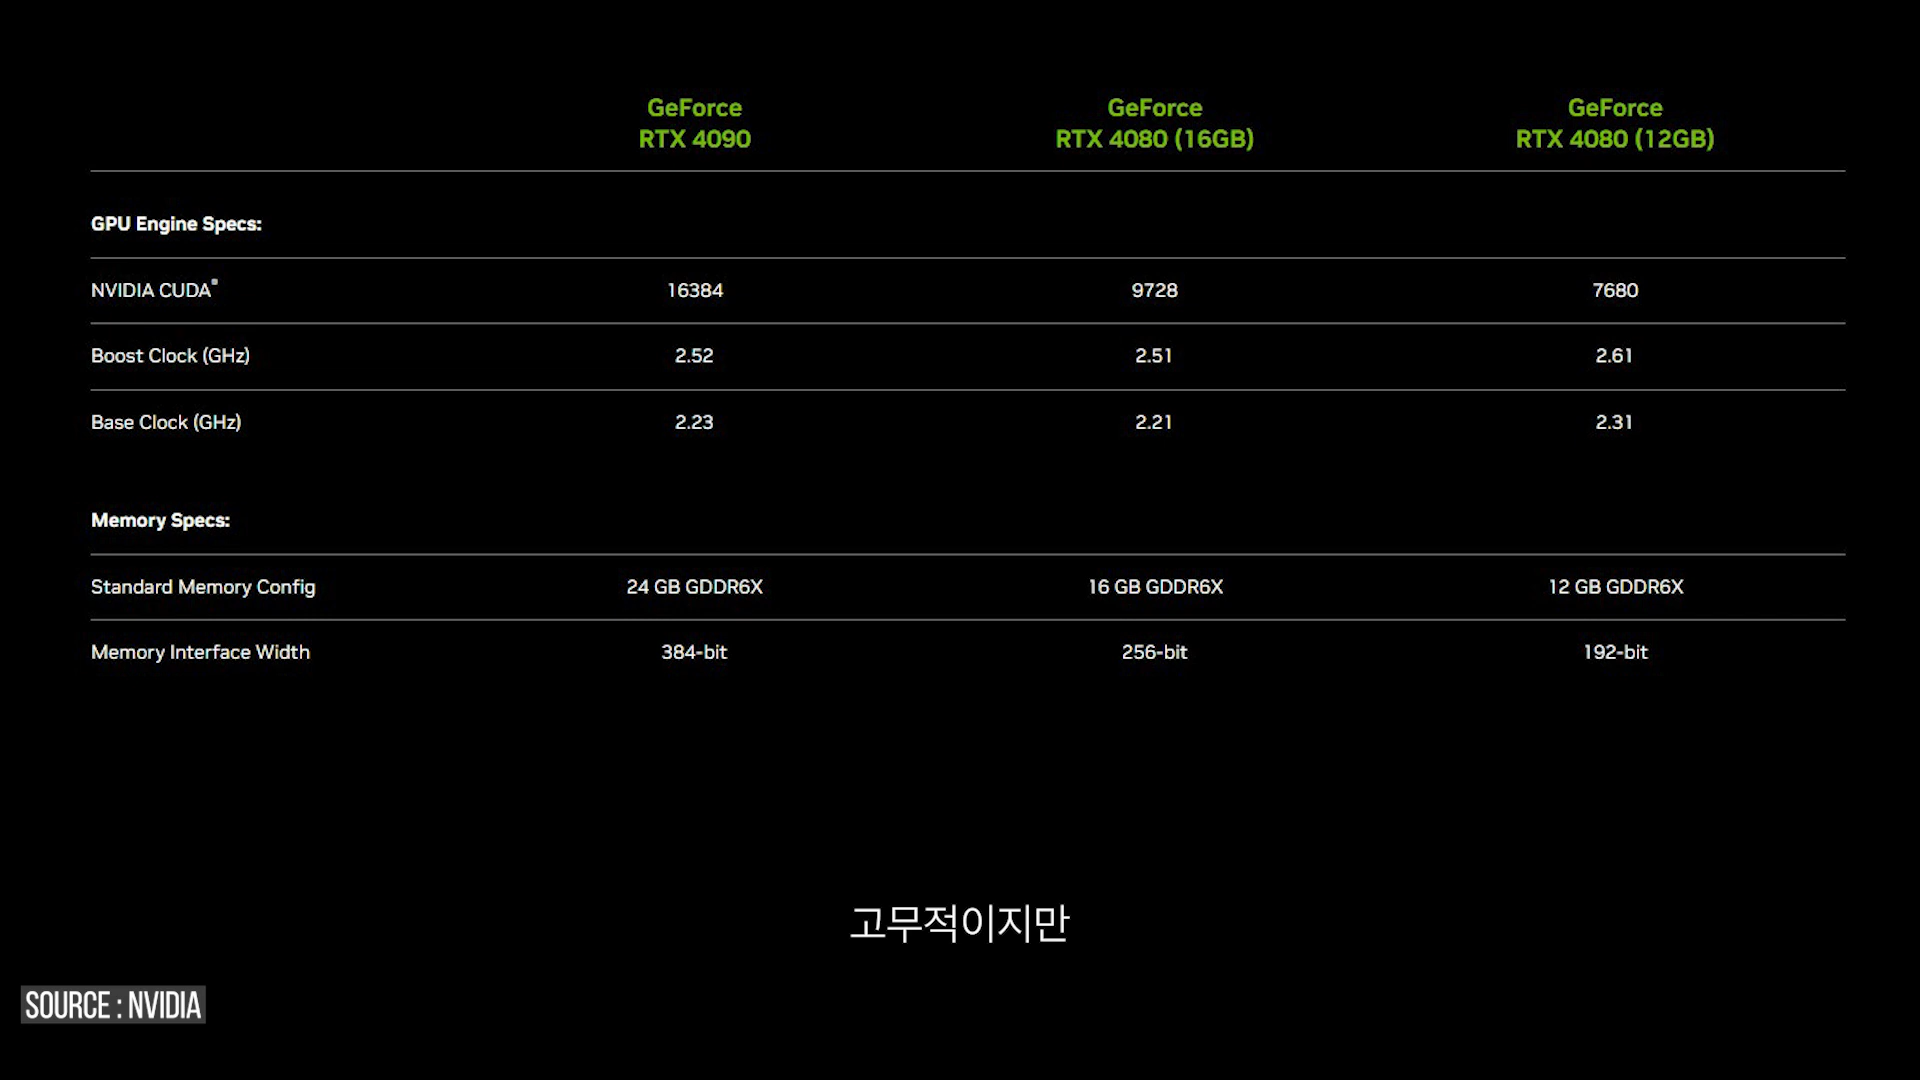 GeForce GeForce GeForce
RTX 4090 RTX 4080 (16GB) RTX 4080 (12GB)
GPU Engine Specs:
NVIDIA CUDA® 16384 9728 7680
Boost Clock (GHz) 2.52 2.51 2.61
Base Clock (GHz) 2.23 2.21 2.31
Memory Specs:
Standard Memory Config 24 GB GDDR6X 16 GB GDDR6X 12 GB GDDR6X
Memory Interface Width 384-bit 256-bit 192-bit
고무적이지만
SOURCE : NVIDIA